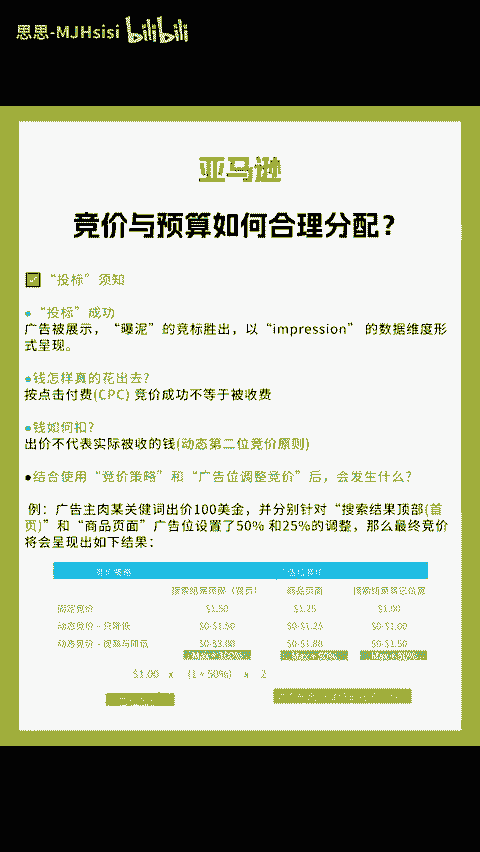 思思-MJHsisi bilibili
亚马逊
竞价与预算如何合理分配？
“投标”须知
●“投标”成功
广告被展示，“曝泥”的竞标胜出，以“impression” 的数据维度形
式呈现。
●钱怎样真的花出去？
按点击付费(CPC) 竞价成功不等于被收费
●钱如何扣？
出价不代表实际被收的钱(动态第二位竞价原则)
●结合使用“竞价策略”和“广告位调整竞价”后，会发生什么？
例：广告主肉某关健词出价100美金，并分别针对“搜索结果顶部(首
页)”和“商品页面”广告位设置了50% 和25%的调整，那么最终竞价
将会呈现出如下结果：
搜索结果顶部（首页） 商品页面 搜索结果其它位置
固定竞价 $1.50 $1.25 $1.00
动态竞价 - 只降低 $0-$1.50 $0-$1.25 $0-$1.00
动态竞价 - 提高与降低 $0-$3.00 $0-$1.88 $0-$1.50
Max + 100% Max + 50% Max + 50%
$1.00 x (1 + 50%) x 2